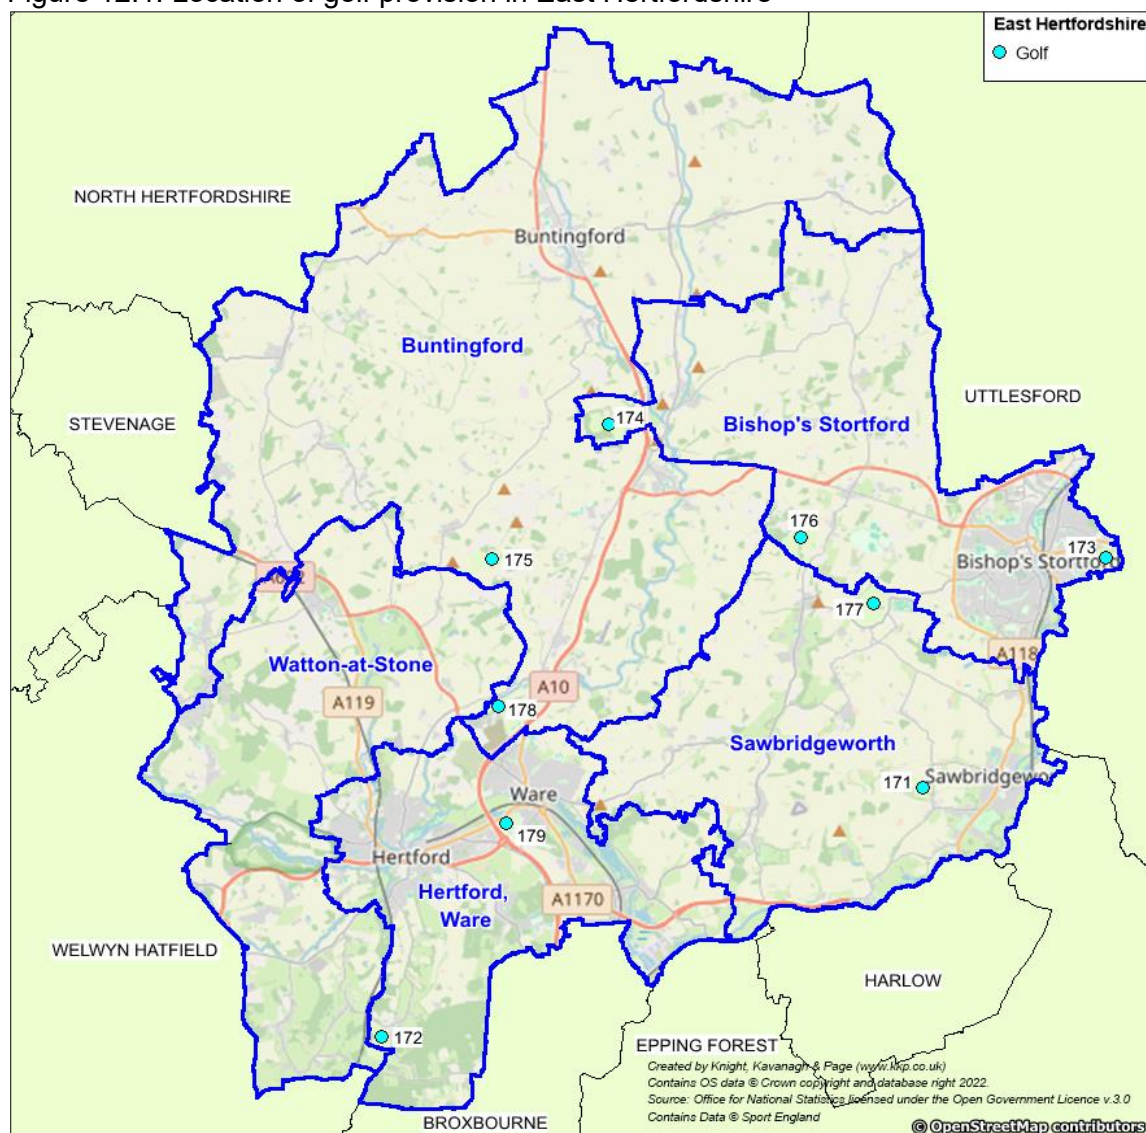 East Hertfordshire
Golf
NORTH HERTFORDSHIRE
Buntingford
Buntingford
UTTLESFORD
STEVENAGE
174
Bishop's Stortford
176
175
173
177
Watton-at-Stone
A119
A10
178
A118
Sawbridgeworth
171
Ware
179
Hertford
Hertford,
Ware
A1170
WELWYN HATFIELD
HARLOW
172
EPPING FOREST
Created by Knight, Kavanagh & Page (www.kkp.co.uk)
Contains OS data © Crown copyright and database right 2022.
Source: Office for National Statistics licensed under the Open Government Licence v.3.0
Contains Data © Sport England
BROXBOURNE
© OpenStreetMap contributors